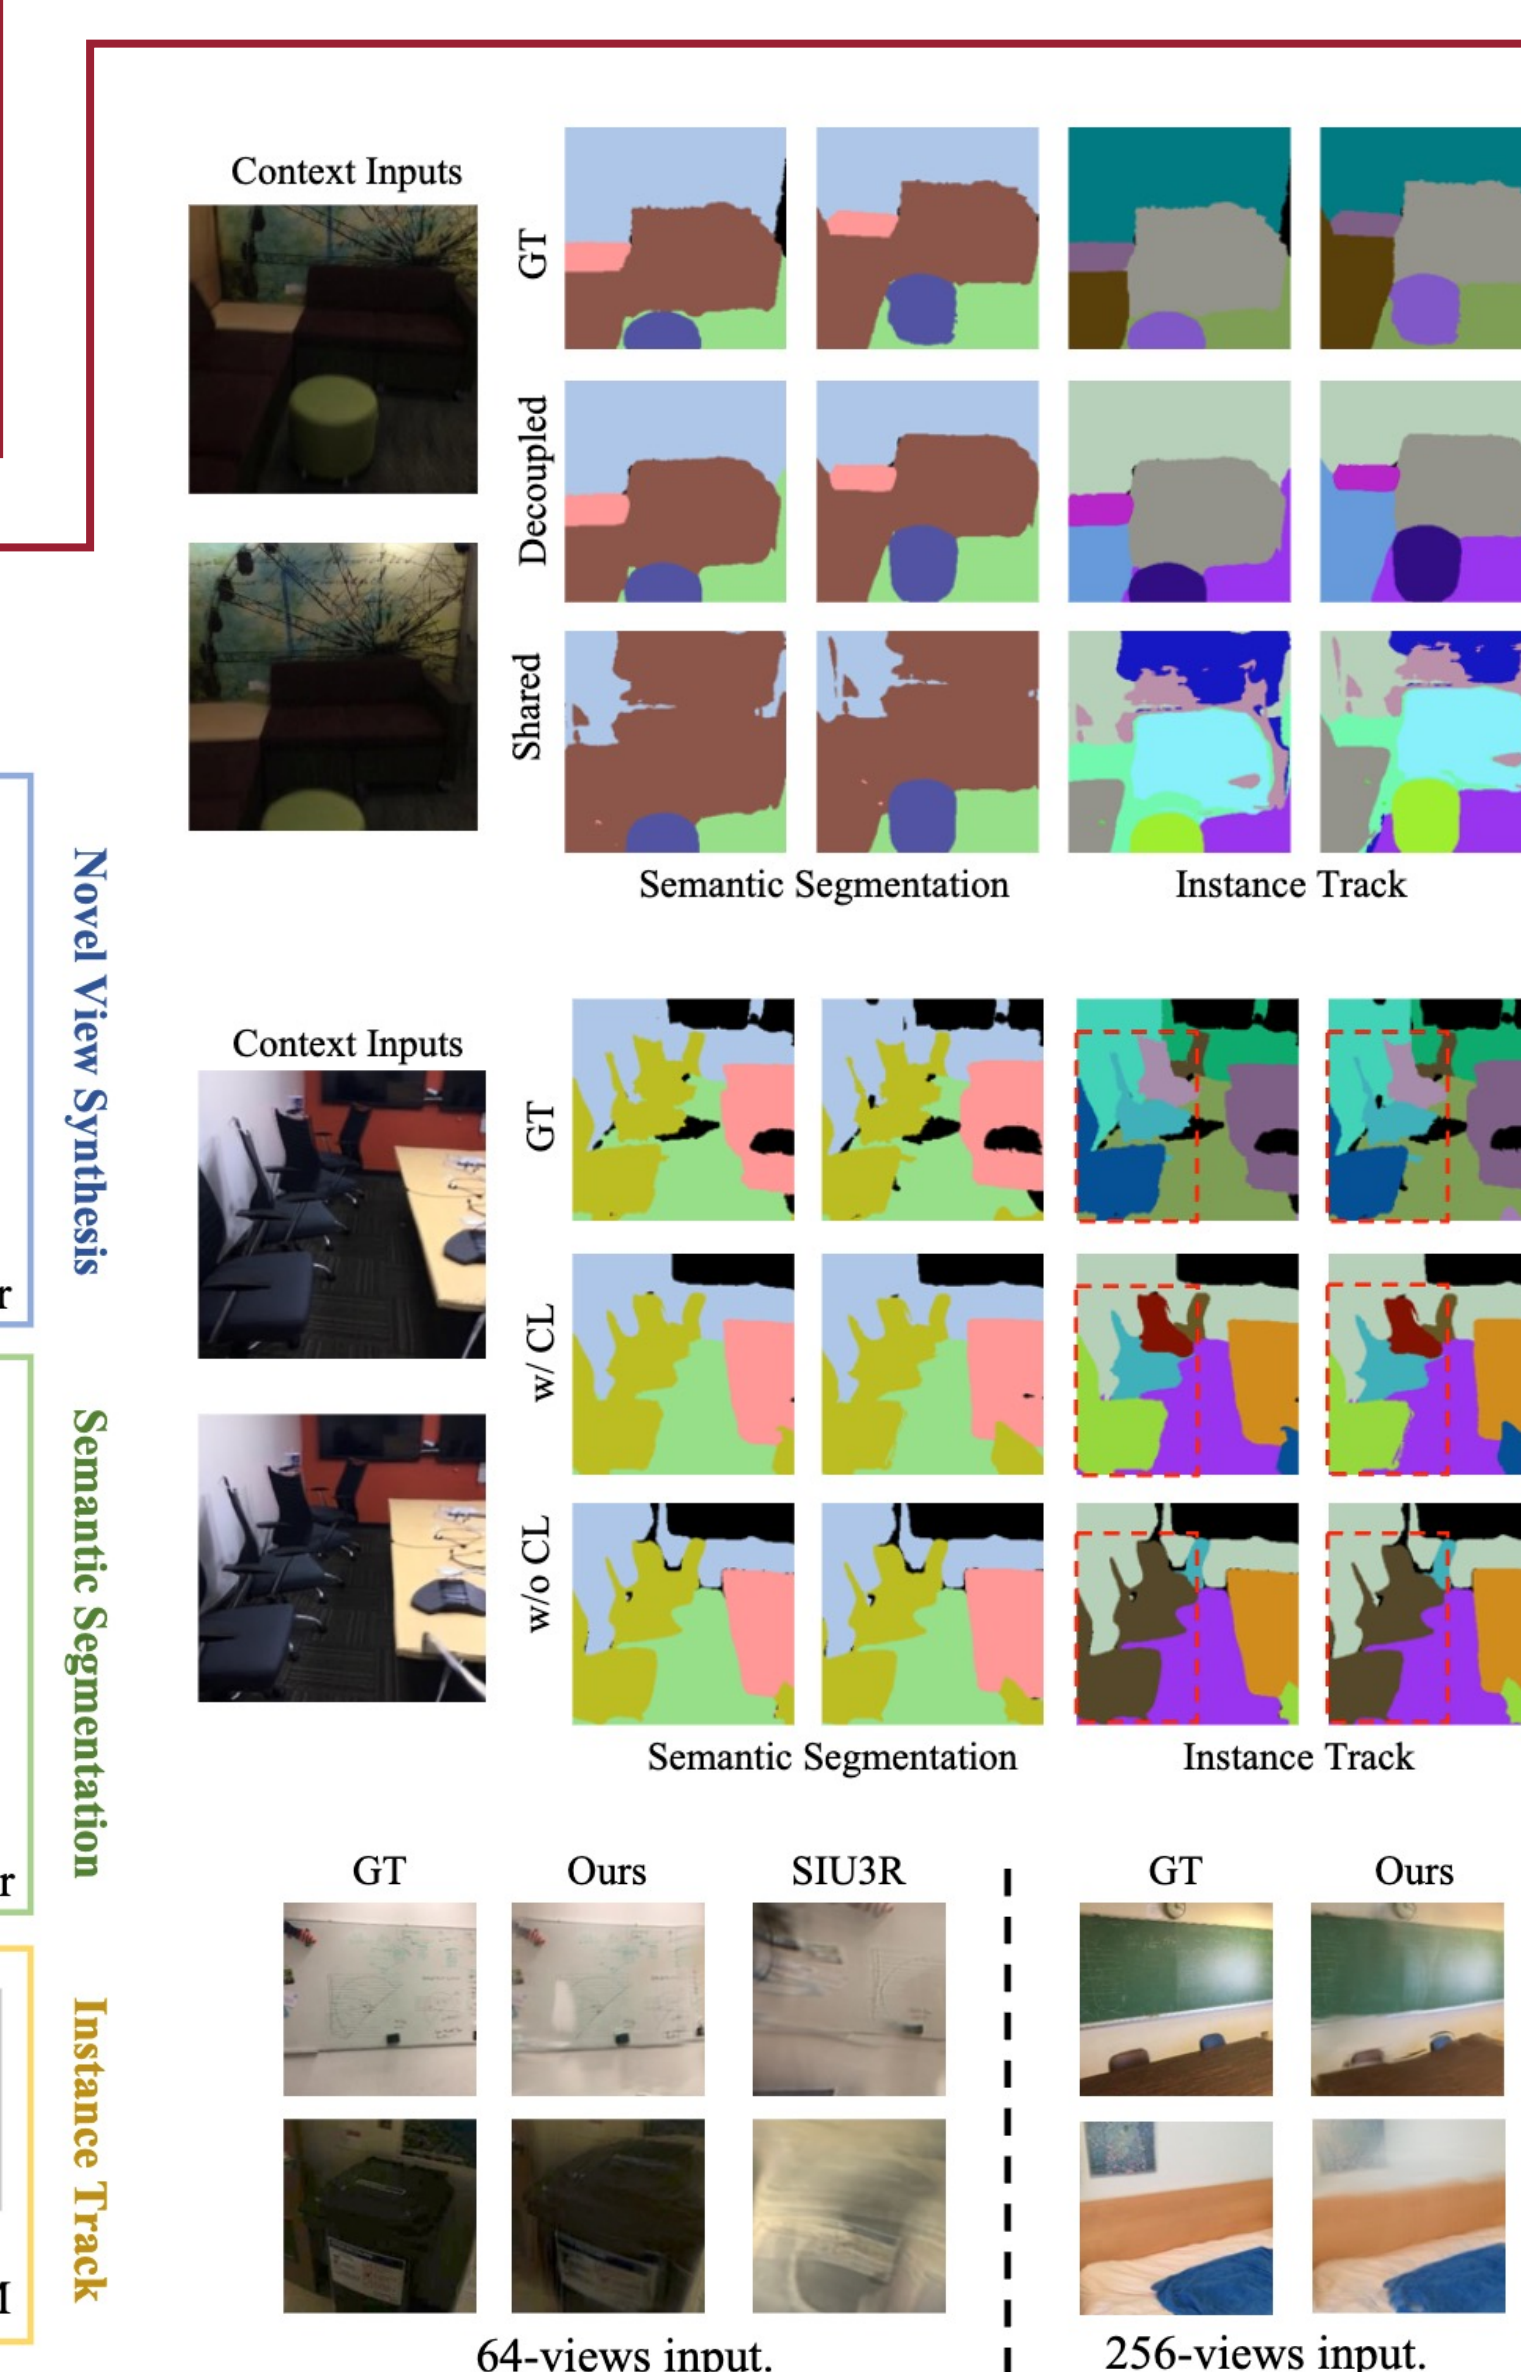 Context Inputs
GT
Decoupled
Shared
Semantic Segmentation
Instance Track
Novel View Synthesis
Context Inputs
GT
w/ CL
w/o CL
r
Semantic Segmentation
Instance Track
Semantic Segmentation
r
GT
Ours
SIU3R
GT
Ours
Instance Track
64-views input.
256-views input.